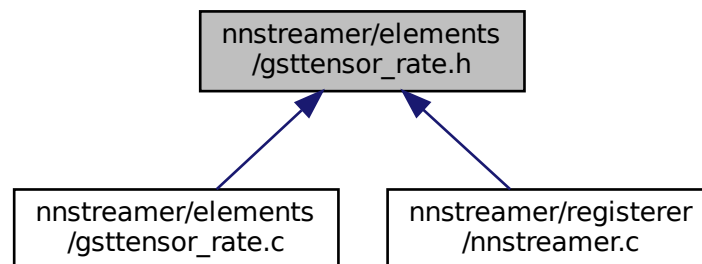 nnstreamer/elements
/gsttensor_rate.h
nnstreamer/elements
/gsttensor_rate.c
nnstreamer/registerer
/nnstreamer.c